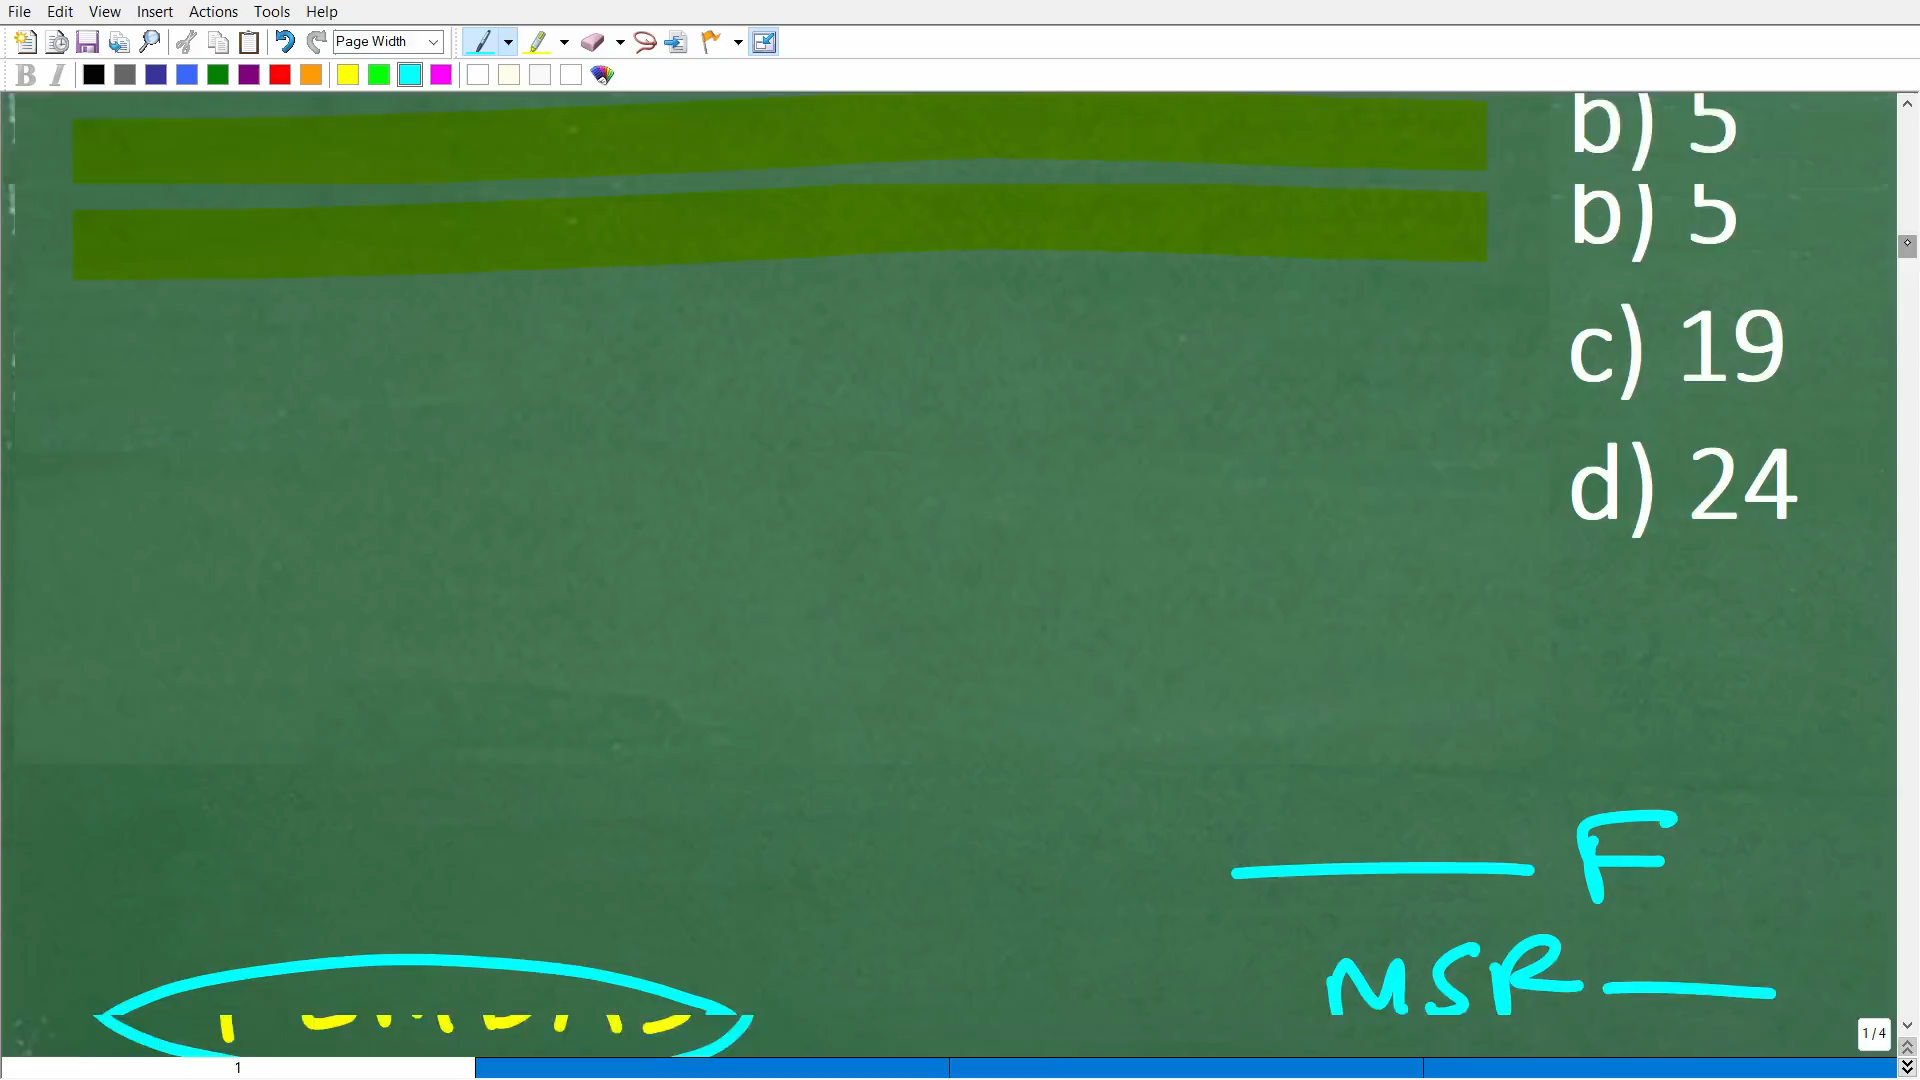 File Edit View Insert Actions Tools Help
Page Width
B I
b) 5
b) 5
c) 19
d) 24
F
MSR
1 / 4
1